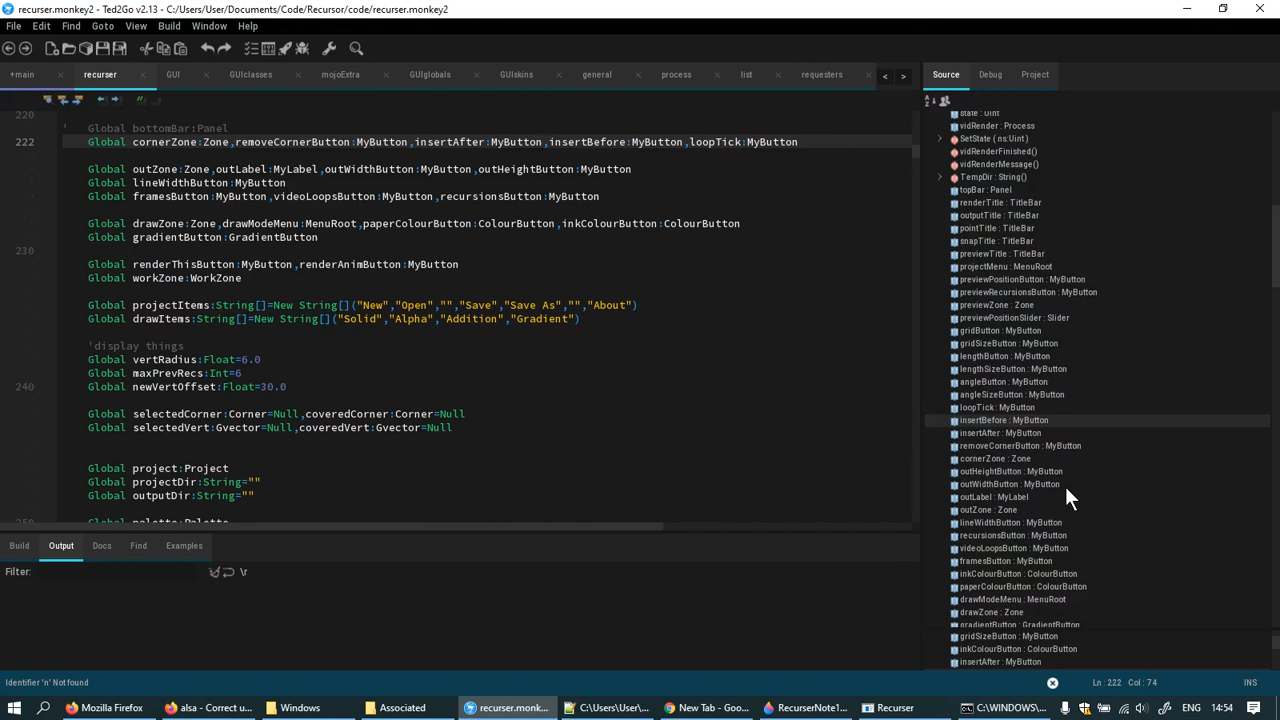 recurser.monkey2 - Ted2Go v2.13 - C:/Users/User/Documents/Code/Recursor/code/recurser.monkey2
File Edit Find Goto View Build Window Help
+main recurser GUI GUIclasses mojoExtra GUIglobals GUIskins general process list requesters < >
Source Debug Project
220
' Global bottomBar:Panel
222 Global cornerZone:Zone,removeCornerButton:MyButton,insertAfter:MyButton,insertBefore:MyButton,loopTick:MyButton
Global outZone:Zone,outLabel:MyLabel,outWidthButton:MyButton,outHeightButton:MyButton
Global lineWidthButton:MyButton
Global framesButton:MyButton,videoLoopsButton:MyButton,recursionsButton:MyButton
Global drawZone:Zone,drawModeMenu:MenuRoot,paperColourButton:ColourButton,inkColourButton:ColourButton
Global gradientButton:GradientButton
230
Global renderThisButton:MyButton,renderAnimButton:MyButton
Global workZone:WorkZone
Global projectItems:String[]=New String[]("New","Open","","Save","Save As","","About")
Global drawItems:String[]=New String[]("Solid","Alpha","Addition","Gradient")
'display things
Global vertRadius:Float=6.0
Global maxPrevRecs:Int=6
240 Global newVertOffset:Float=30.0
Global selectedCorner:Corner=Null,coveredCorner:Corner=Null
Global selectedVert:Gvector=Null,coveredVert:Gvector=Null
Global project:Project
Global projectDir:String=""
Global outputDir:String=""
250 Global palette:Palette
state : Uint
vidRender : Process
SetState ( ns:Uint )
vidRenderFinished()
vidRenderMessage()
TempDir : String()
topBar : Panel
renderTitle : TitleBar
outputTitle : TitleBar
pointTitle : TitleBar
snapTitle : TitleBar
previewTitle : TitleBar
projectMenu : MenuRoot
previewPositionButton : MyButton
previewRecursionsButton : MyButton
previewZone : Zone
previewPositionSlider : Slider
gridButton : MyButton
gridSizeButton : MyButton
lengthButton : MyButton
lengthSizeButton : MyButton
angleButton : MyButton
angleSizeButton : MyButton
loopTick : MyButton
insertBefore : MyButton
insertAfter : MyButton
removeCornerButton : MyButton
cornerZone : Zone
outHeightButton : MyButton
outWidthButton : MyButton
outLabel : MyLabel
outZone : Zone
lineWidthButton : MyButton
recursionsButton : MyButton
videoLoopsButton : MyButton
framesButton : MyButton
inkColourButton : ColourButton
paperColourButton : ColourButton
drawModeMenu : MenuRoot
drawZone : Zone
gradientButton : GradientButton
gridSizeButton : MyButton
inkColourButton : ColourButton
insertAfter : MyButton
Build Output Docs Find Examples
Filter: \r
Identifier 'n' Not found
Ln : 222 Col : 74 INS
Mozilla Firefox alsa - Correct u... Windows Associated recurser.monk... C:\Users\User\... New Tab - Goo... RecurserNote1... Recurser C:\WINDOWS\... ENG 14:54